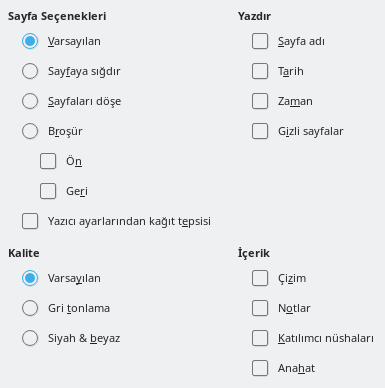 Sayfa Seçenekleri
Varsayılan
Sayfaya sığdır
Sayfaları döşe
Broşür
Ön
Geri
Yazıcı ayarlarından kağıt tepsisi
Yazdır
Sayfa adı
Tarih
Zaman
Gizli sayfalar
Kalite
Varsayılan
Gri tonlama
Siyah & beyaz
İçerik
Çizim
Notlar
Katılımcı nüshaları
Anahat